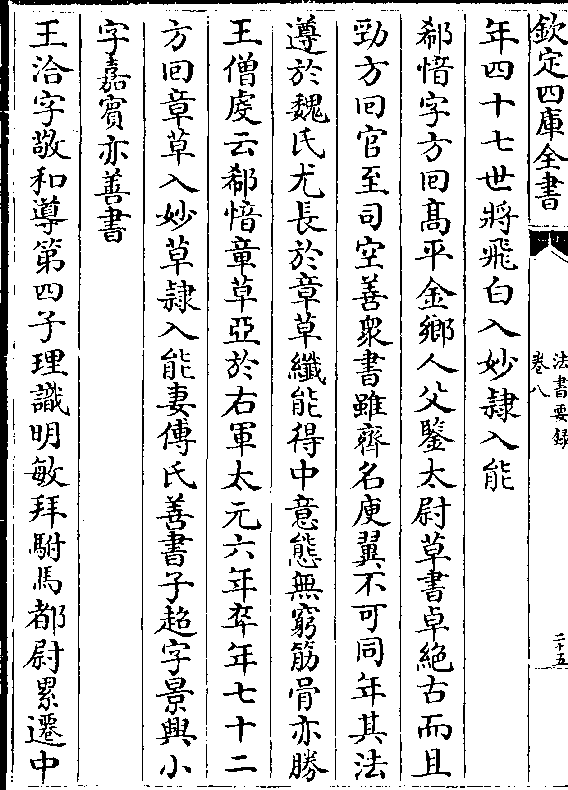 欽定四庫全書
法書要録
卷八
二十五
年四十七世將飛白入妙隷入能
郗愔字方回髙平金鄉人父鑒太尉草書卓絶古而且
勁方回官至司空善衆書雖齊名庾翼不可同年其法
遵於魏氏尤長於章草纖能得中意態無窮筋骨亦勝
王僧虔云郗愔章草亞於右軍太元六年卒年七十二
方回章草入妙草隷入能妻傅氏善書子超字景興小
字嘉賓亦善書
王洽字敬和導第四子理識明敏拜駙馬都尉累遷中